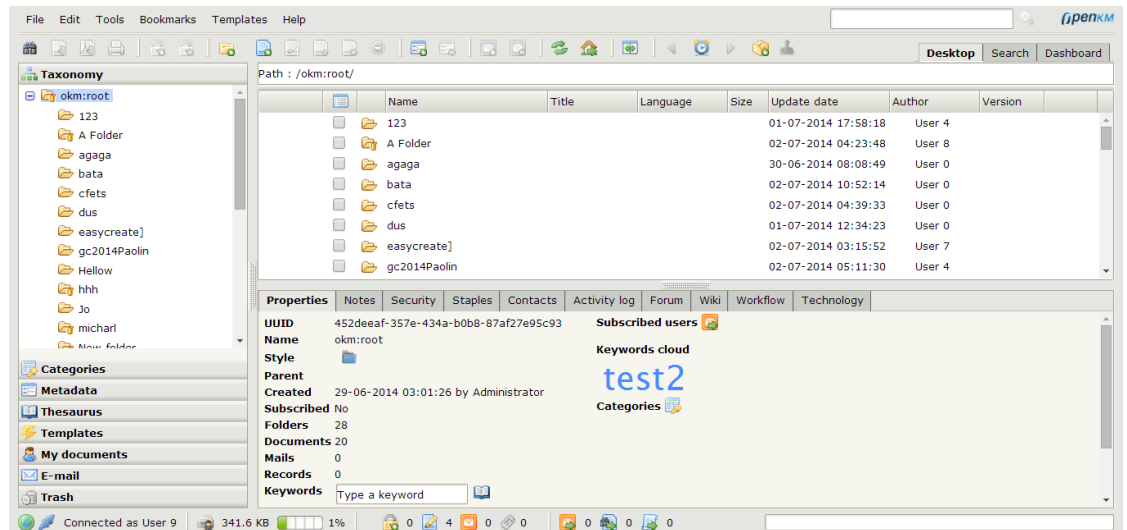 File Edit Tools Bookmarks Templates Help
OpenKM
Desktop Search Dashboard
Taxonomy
okm:root
123
A Folder
agaga
bata
cfets
dus
easycreate]
gc2014Paolin
Hellow
hhh
Jo
micharl
New folder
Categories
Metadata
Thesaurus
Templates
My documents
E-mail
Trash
Path : /okm:root/
Name Title Language Size Update date Author Version
123 01-07-2014 17:58:18 User 4
A Folder 02-07-2014 04:23:48 User 8
agaga 30-06-2014 08:08:49 User 0
bata 02-07-2014 10:52:14 User 0
cfets 02-07-2014 04:39:33 User 0
dus 01-07-2014 12:34:23 User 0
easycreate] 02-07-2014 03:15:52 User 7
gc2014Paolin 02-07-2014 05:11:30 User 4
Properties Notes Security Staples Contacts Activity log Forum Wiki Workflow Technology
UUID 452deeaf-357e-434a-b0b8-87af27e95c93
Name okm:root
Style
Parent
Created 29-06-2014 03:01:26 by Administrator
Subscribed No
Folders 28
Documents 20
Mails 0
Records 0
Keywords Type a keyword
Subscribed users
Keywords cloud
test2
Categories
Connected as User 9 341.6 KB 1% 0 4 0 0 0 0 0